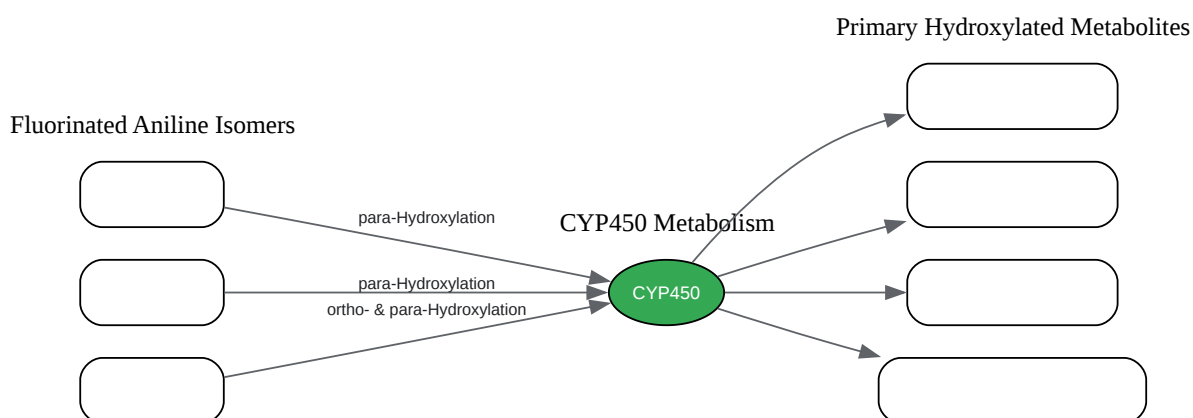 Primary Hydroxylated Metabolites
Fluorinated Aniline Isomers
para-Hydroxylation
CYP450 Metabolism
para-Hydroxylation
CYP450
ortho- & para-Hydroxylation